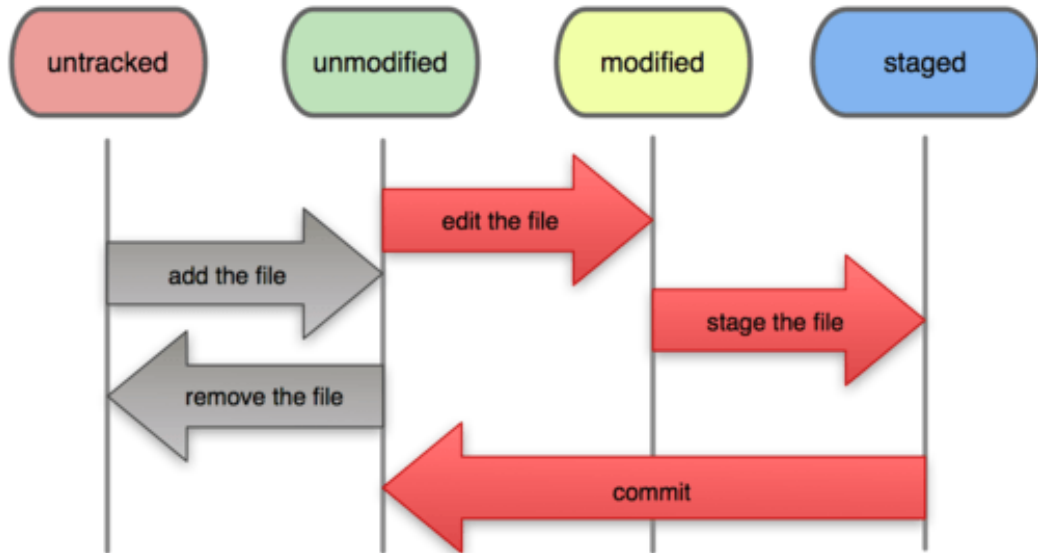 untracked
unmodified
modified
staged
edit the file
add the file
stage the file
remove the file
commit